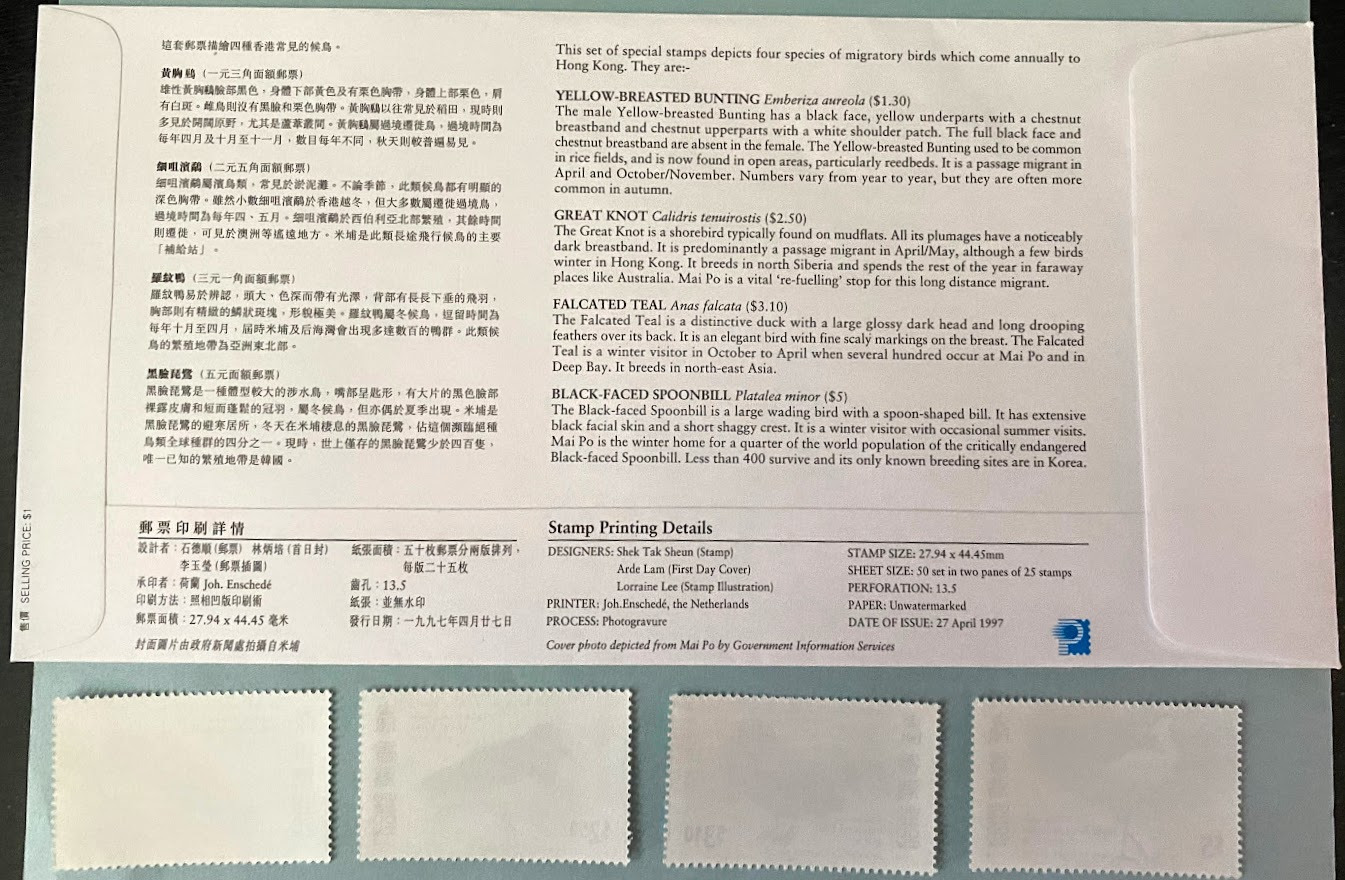 這套郵票描繪四種香港常見的候鳥。
黃胸鵐 (一元三角面額郵票)
雄性黃胸鵐臉部黑色，身體下部黃色及有栗色胸帶，身體上部栗色，肩
有白斑。雌鳥則沒有黑臉和栗色胸帶。黃胸鵐以往常見於稻田，現時則
多見於開闊原野，尤其是蘆葦叢間。黃胸鵐屬過境遷徙鳥，過境時間為
每年四月及十月至十一月，數目每年不同，秋天則較普遍易見。
細咀濱鷸 (二元五角面額郵票)
細咀濱鷸屬濱鳥類，常見於淤泥灘。不論季節，此類候鳥都有明顯的
深色胸帶。雖然小數細咀濱鷸於香港越冬，但大多數屬遷徙過境鳥，
過境時間為每年四、五月。細咀濱鷸於西伯利亞北部繁殖，其餘時間
則遷徙，可見於澳洲等遙遠地方。米埔是此類長途飛行候鳥的主要
「補給站」。
羅紋鴨 (三元一角面額郵票)
羅紋鴨易於辨認，頭大、色深而帶有光澤，背部有長長下垂的飛羽，
胸部則有精緻的鱗狀斑塊，形貌極美。羅紋鴨屬冬候鳥，逗留時間為
每年十月至四月，屆時米埔及后海灣會出現多達數百的鴨群。此類候
鳥的繁殖地帶為亞洲東北部。
黑臉琵鷺 (五元面額郵票)
黑臉琵鷺是一種體型較大的涉水鳥，嘴部呈匙形，有大片的黑色臉部
裸露皮膚和短而蓬鬆的冠羽，屬冬候鳥，但亦偶於夏季出現。米埔是
黑臉琵鷺的避寒居所，冬天在米埔棲息的黑臉琵鷺，佔這個瀕臨絕種
鳥類全球種群的四分之一。現時，世上僅存的黑臉琵鷺少於四百隻，
唯一已知的繁殖地帶是韓國。
This set of special stamps depicts four species of migratory birds which come annually to
Hong Kong. They are:-
YELLOW-BREASTED BUNTING Emberiza aureola ($1.30)
The male Yellow-breasted Bunting has a black face, yellow underparts with a chestnut
breastband and chestnut upperparts with a white shoulder patch. The full black face and
chestnut breastband are absent in the female. The Yellow-breasted Bunting used to be common
in rice fields, and is now found in open areas, particularly reedbeds. It is a passage migrant in
April and October/November. Numbers vary from year to year, but they are often more
common in autumn.
GREAT KNOT Calidris tenuirostis ($2.50)
The Great Knot is a shorebird typically found on mudflats. All its plumages have a noticeably
dark breastband. It is predominantly a passage migrant in April/May, although a few birds
winter in Hong Kong. It breeds in north Siberia and spends the rest of the year in faraway
places like Australia. Mai Po is a vital 're-fuelling' stop for this long distance migrant.
FALCATED TEAL Anas falcata ($3.10)
The Falcated Teal is a distinctive duck with a large glossy dark head and long drooping
feathers over its back. It is an elegant bird with fine scaly markings on the breast. The Falcated
Teal is a winter visitor in October to April when several hundred occur at Mai Po and in
Deep Bay. It breeds in north-east Asia.
BLACK-FACED SPOONBILL Platalea minor ($5)
The Black-faced Spoonbill is a large wading bird with a spoon-shaped bill. It has extensive
black facial skin and a short shaggy crest. It is a winter visitor with occasional summer visits.
Mai Po is the winter home for a quarter of the world population of the critically endangered
Black-faced Spoonbill. Less than 400 survive and its only known breeding sites are in Korea.
售價 SELLING PRICE: $1
郵票印刷詳情
設計者：石德順 (郵票) 林炳培 (首日封)
李玉瑩 (郵票插圖)
承印者：荷蘭 Joh. Enschedé
印刷方法：照相凹版印刷術
郵票面積：27.94 x 44.45 毫米
紙張面積：五十枚郵票分兩版排列，
每版二十五枚
齒孔：13.5
紙張：並無水印
發行日期：一九九七年四月廿七日
封面圖片由政府新聞處拍攝自米埔
Stamp Printing Details
DESIGNERS: Shek Tak Sheun (Stamp)
Arde Lam (First Day Cover)
Lorraine Lee (Stamp Illustration)
PRINTER: Joh.Enschedé, the Netherlands
PROCESS: Photogravure
STAMP SIZE: 27.94 x 44.45mm
SHEET SIZE: 50 set in two panes of 25 stamps
PERFORATION: 13.5
PAPER: Unwatermarked
DATE OF ISSUE: 27 April 1997
Cover photo depicted from Mai Po by Government Information Services